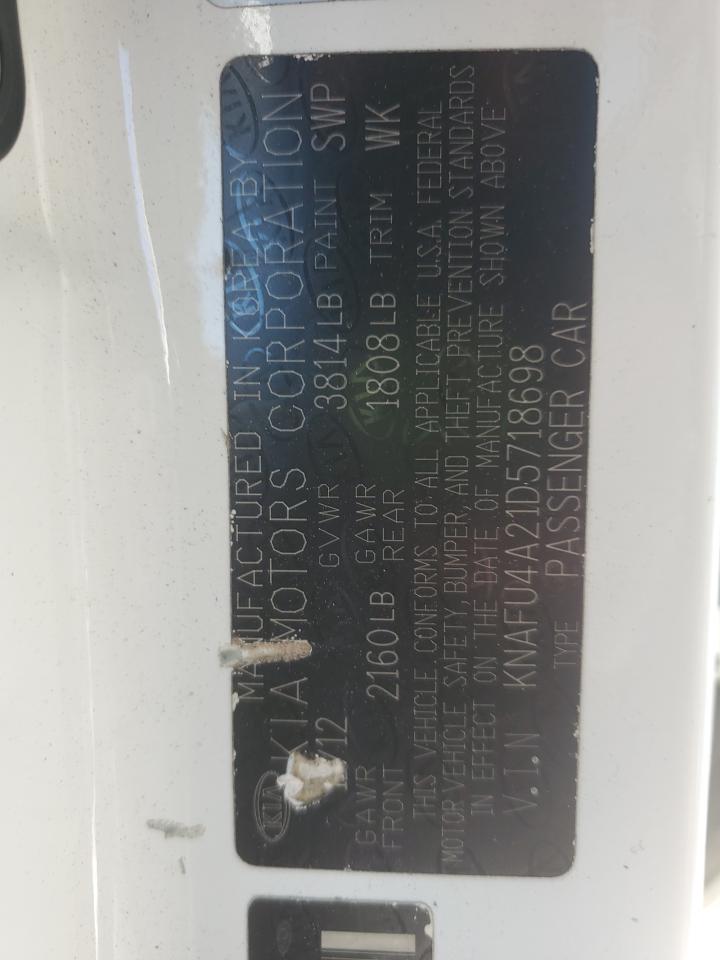 KIA
MANUFACTURED IN KOREA BY
KIA MOTORS CORPORATION
/12 GVWR 3814LB PAINT SWP
GAWR FRONT 2160LB GAWR REAR 1808LB TRIM WK
THIS VEHICLE CONFORMS TO ALL APPLICABLE U.S.A FEDERAL
MOTOR VEHICLE SAFETY, BUMPER, AND THEFT PREVENTION STANDARDS
IN EFFECT ON THE DATE OF MANUFACTURE SHOWN ABOVE
V.I.N KNAFU4A21D5718698
TYPE PASSENGER CAR